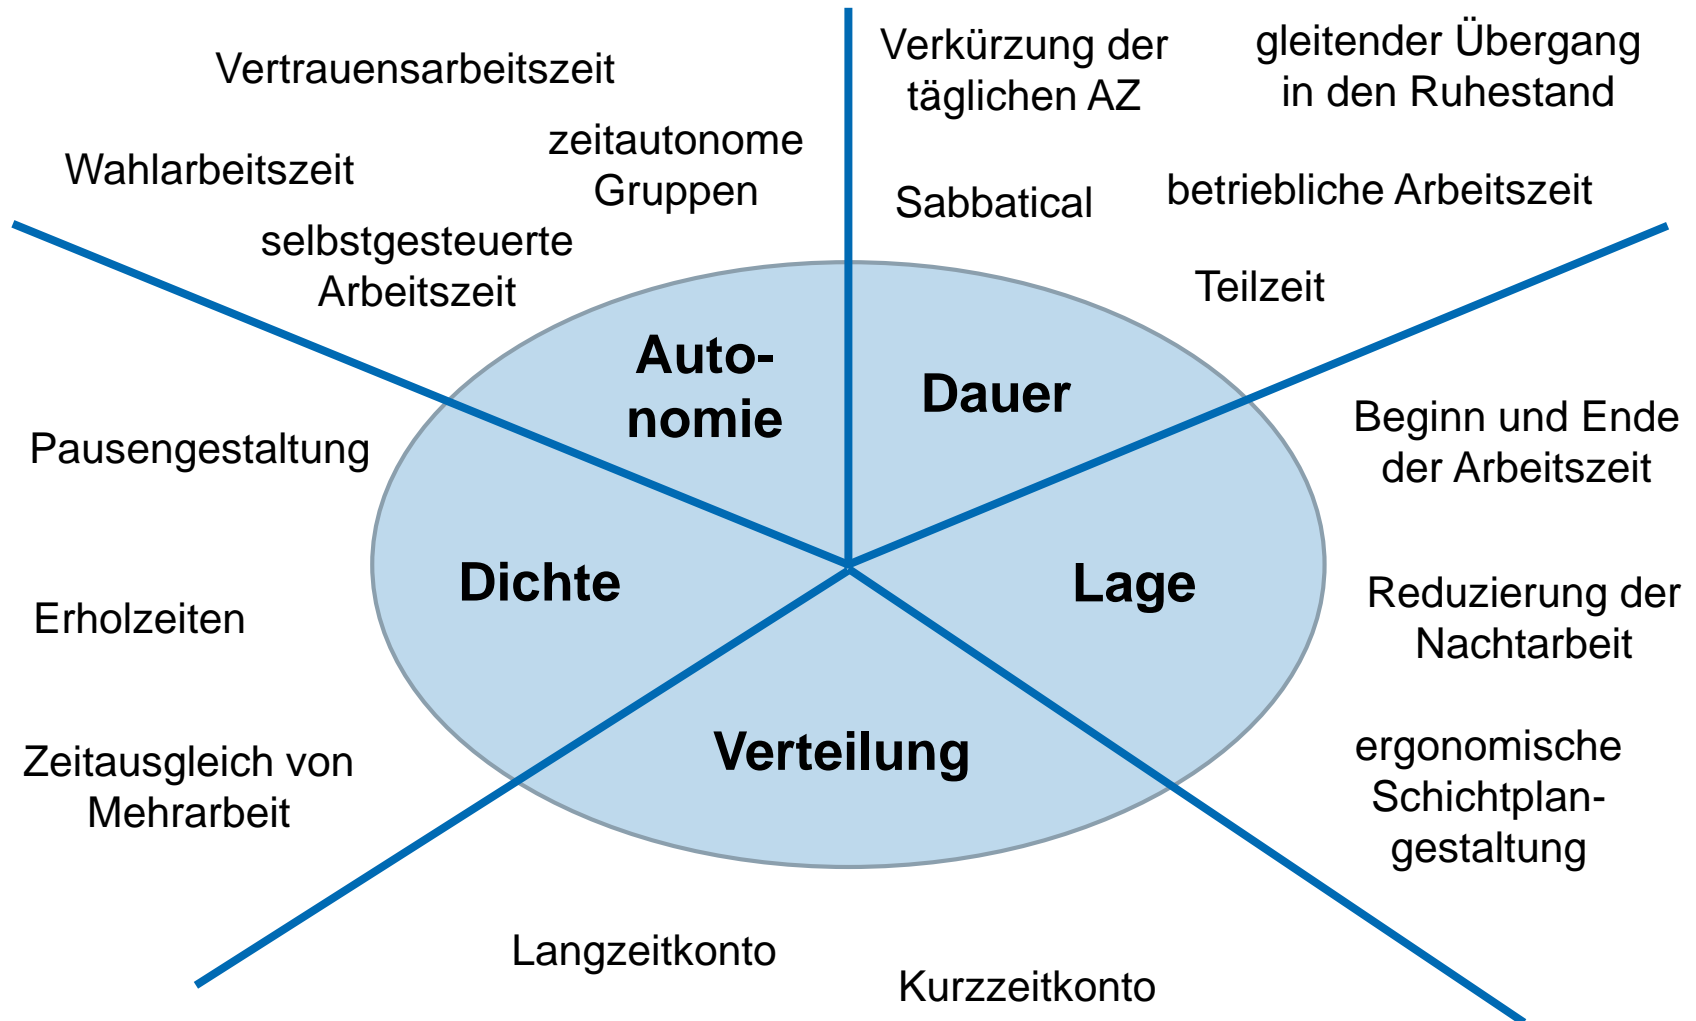 Vertrauensarbeitszeit
Wahlarbeitszeit
zeitautonome
Gruppen
selbstgesteuerte
Arbeitszeit
Auto-
nomie
Verkürzung der
täglichen AZ
gleitender Übergang
in den Ruhestand
Sabbatical
betriebliche Arbeitszeit
Teilzeit
Dauer
Beginn und Ende
der Arbeitszeit
Lage
Reduzierung der
Nachtarbeit
ergonomische
Schichtplan-
gestaltung
Pausengestaltung
Dichte
Erholzeiten
Zeitausgleich von
Mehrarbeit
Verteilung
Langzeitkonto
Kurzzeitkonto